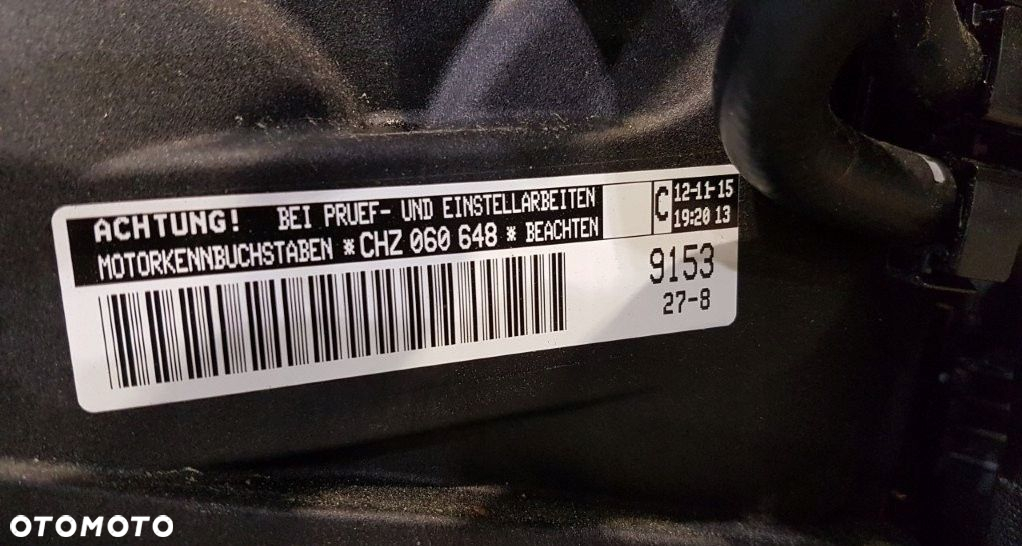 ACHTUNG! BEI PRUEF- UND EINSTELLARBEITEN
MOTORKENNBUCHSTABEN *CHZ 060 648* BEACHTEN
C
12-11-15
19:20 13
9153
27-8
OTOMOTO